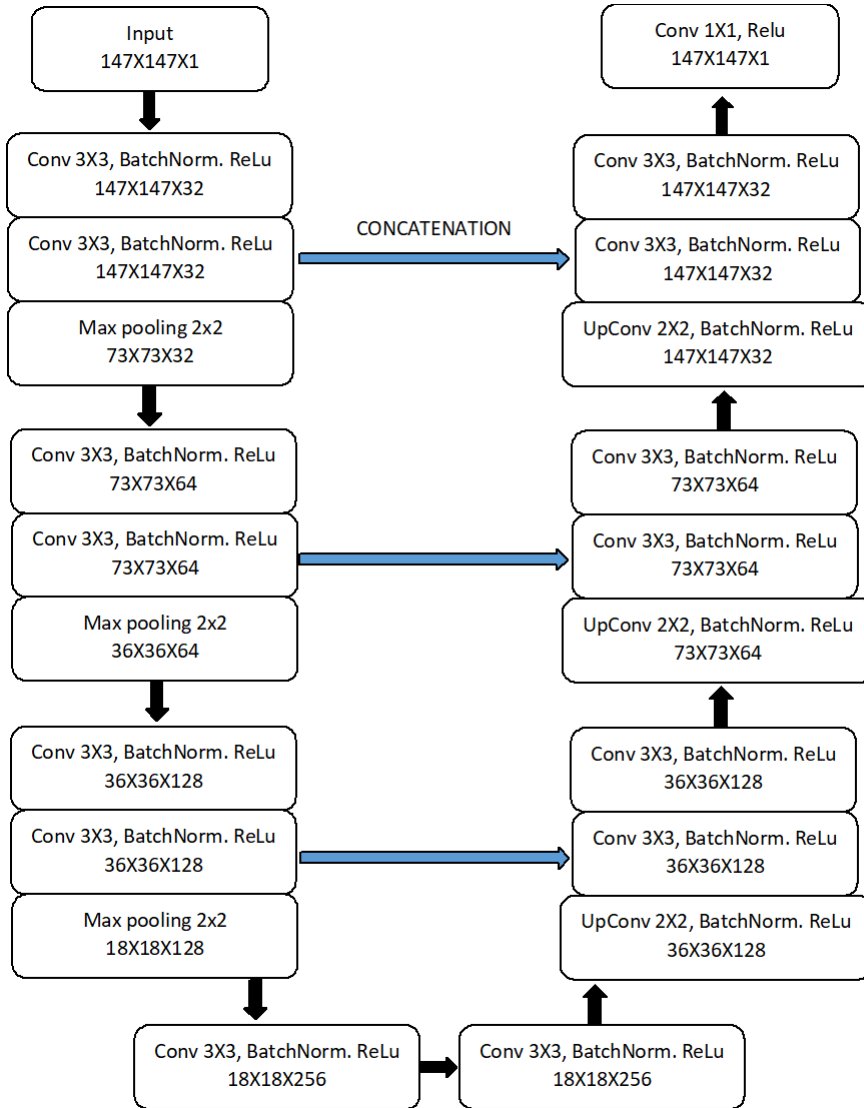 Input
147X147X1
Conv 3X3, BatchNorm. ReLu
147X147X32
Conv 3X3, BatchNorm. ReLu
147X147X32
Max pooling 2x2
73X73X32
Conv 3X3, BatchNorm. ReLu
73X73X64
Conv 3X3, BatchNorm. ReLu
73X73X64
Max pooling 2x2
36X36X64
Conv 3X3, BatchNorm. ReLu
36X36X128
Conv 3X3, BatchNorm. ReLu
36X36X128
Max pooling 2x2
18X18X128
Conv 3X3, BatchNorm. ReLu
18X18X256
Conv 3X3, BatchNorm. ReLu
18X18X256
CONCATENATION
Conv 1X1, Relu
147X147X1
Conv 3X3, BatchNorm. ReLu
147X147X32
Conv 3X3, BatchNorm. ReLu
147X147X32
UpConv 2X2, BatchNorm. ReLu
147X147X32
Conv 3X3, BatchNorm. ReLu
73X73X64
Conv 3X3, BatchNorm. ReLu
73X73X64
UpConv 2X2, BatchNorm. ReLu
73X73X64
Conv 3X3, BatchNorm. ReLu
36X36X128
Conv 3X3, BatchNorm. ReLu
36X36X128
UpConv 2X2, BatchNorm. ReLu
36X36X128